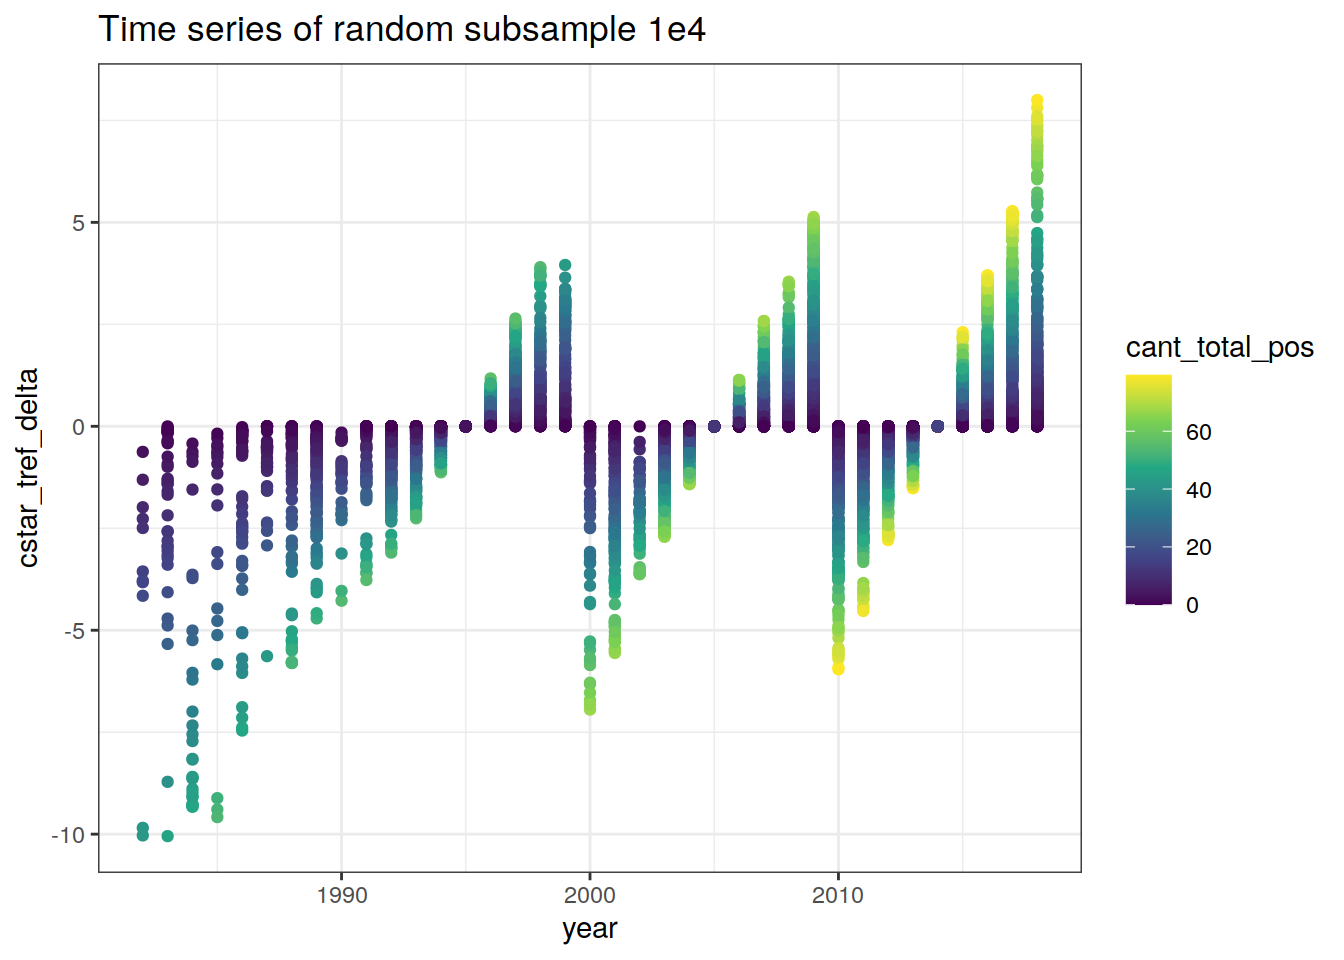 Time series of random subsample 1e4
cstar_tref_delta
5
0
-5
-10
1990
2000
2010
year
cant_total_pos
60
40
20
0